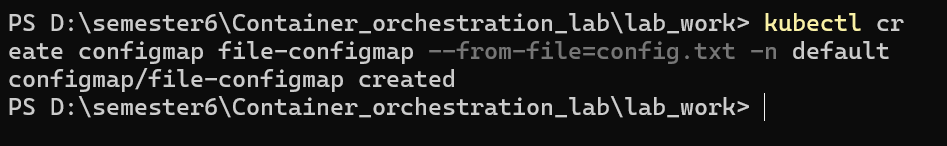 PS D:\semester6\Container_orchestration_lab\lab_work> kubectl cr
eate configmap file-configmap --from-file=config.txt -n default
configmap/file-configmap created
PS D:\semester6\Container_orchestration_lab\lab_work>